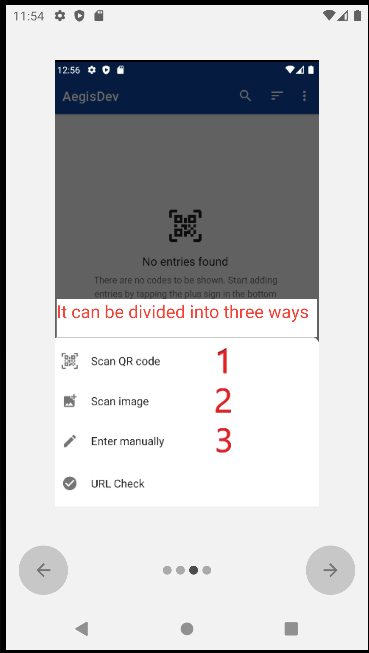 11:54
12:56
AegisDev
No entries found
There are no codes to be shown. Start adding
entries by tapping the plus sign in the bottom
It can be divided into three ways
Scan QR code 1
Scan image 2
Enter manually 3
URL Check